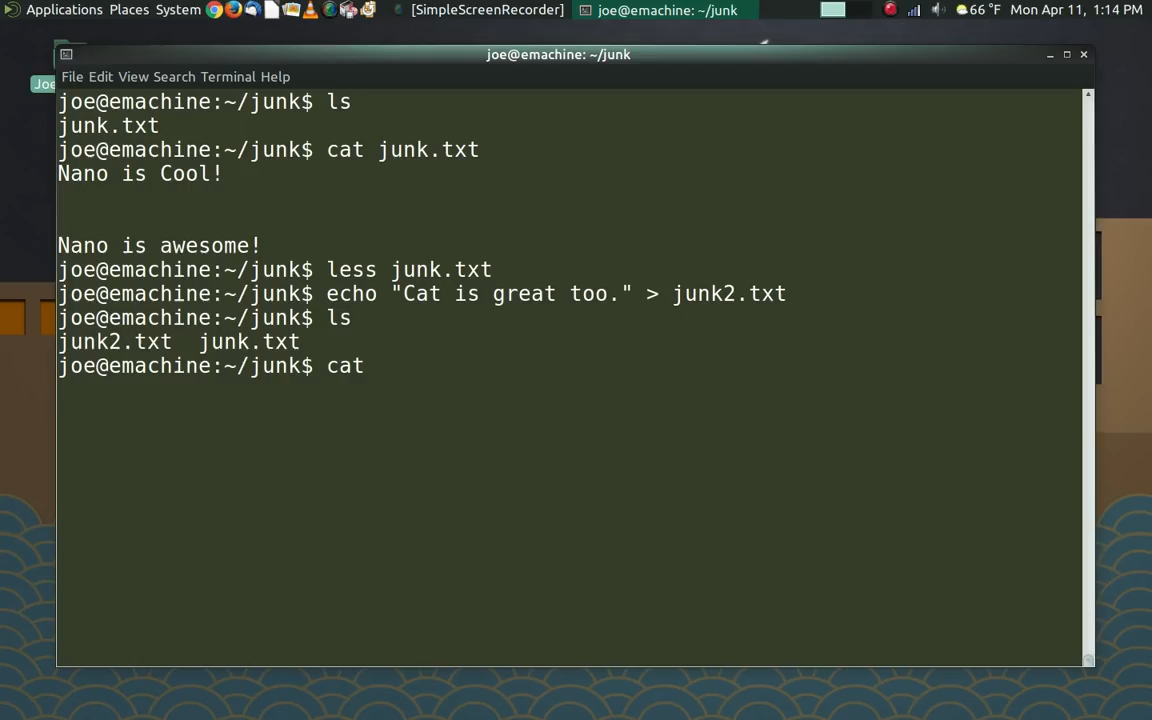 Applications Places System [SimpleScreenRecorder] joe@emachine: ~/junk 66 °F Mon Apr 11, 1:14 PM
joe@emachine: ~/junk
Joe
File Edit View Search Terminal Help
joe@emachine:~/junk$ ls
junk.txt
joe@emachine:~/junk$ cat junk.txt
Nano is Cool!
Nano is awesome!
joe@emachine:~/junk$ less junk.txt
joe@emachine:~/junk$ echo "Cat is great too." > junk2.txt
joe@emachine:~/junk$ ls
junk2.txt  junk.txt
joe@emachine:~/junk$ cat